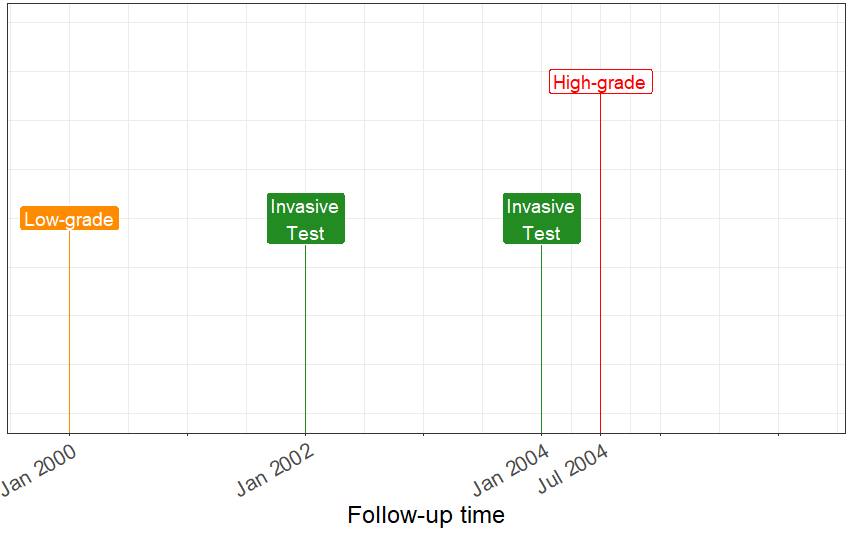 High-grade
Low-grade
Invasive
Test
Invasive
Test
Jan 2000
Jan 2002
Jan 2004
Jul 2004
Follow-up time